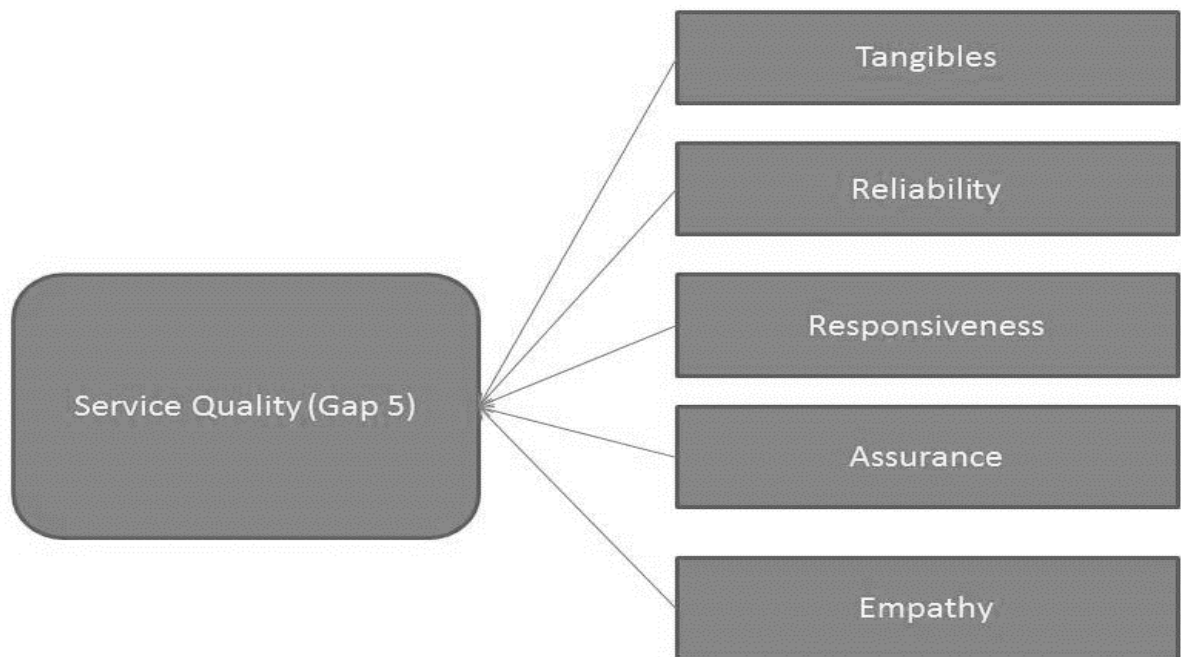 Tangibles
Reliability
Responsiveness
Service Quality (Gap 5)
Assurance
Empathy